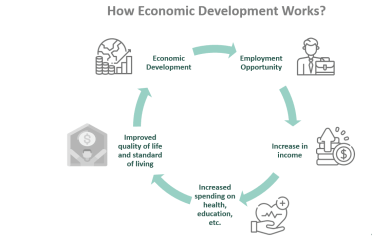 How Economic Development Works?
Economic
Development
Employment
Opportunity
Increase in
income
Increased
spending on
health,
education,
etc.
Improved
quality of life
and standard
of living